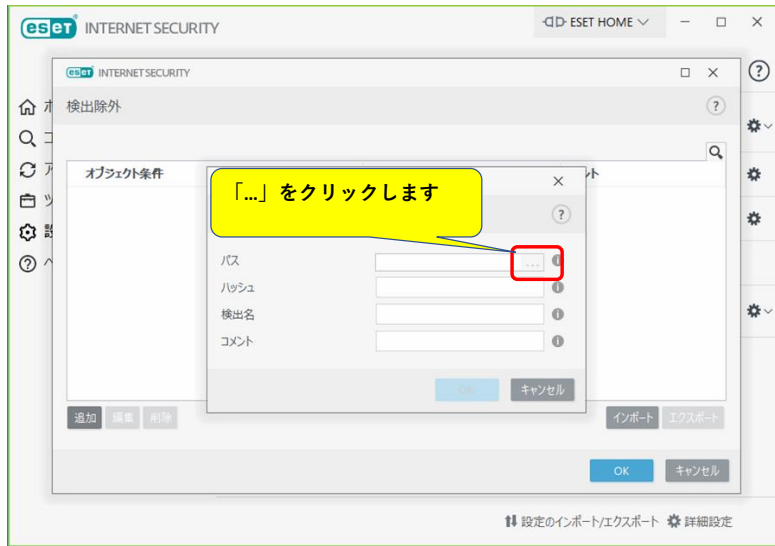 eset INTERNET SECURITY
ESET HOME
eset INTERNET SECURITY
検出除外
オブジェクト条件
「...」をクリックします
パス
...
ハッシュ
検出名
コメント
OK
キャンセル
追加
編集
削除
インポート
エクスポート
OK
キャンセル
設定のインポート/エクスポート
詳細設定